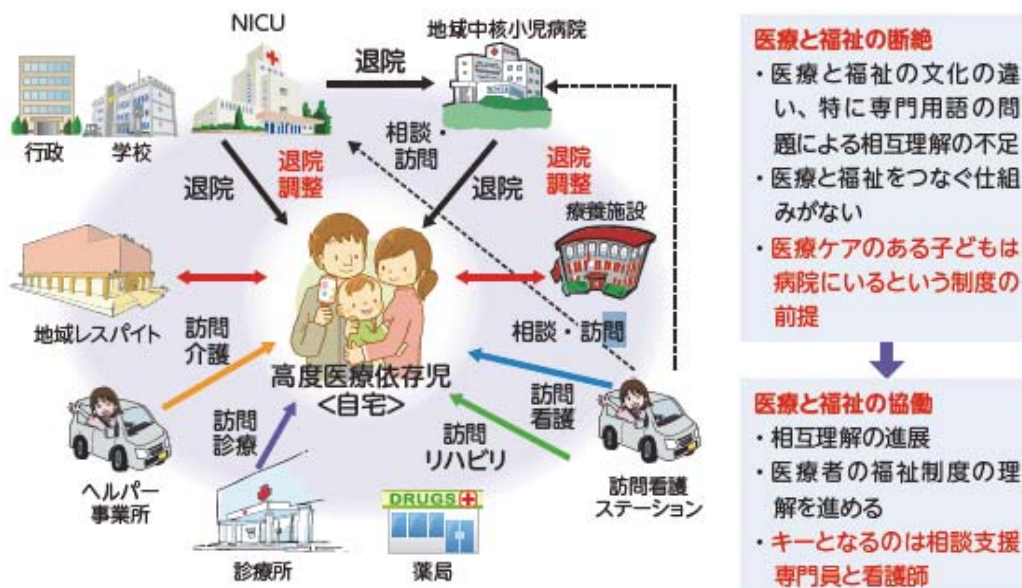 NICU
地域中核小児病院
退院
行政
学校
相談・
訪問
退院
退院
調整
退院
退院
調整
療養施設
地域レスパイト
訪問
介護
相談・訪問
高度医療依存児
<自宅>
訪問
看護
訪問
診療
訪問
リハビリ
ヘルパー
事業所
訪問看護
ステーション
DRUGS
診療所
薬局
医療と福祉の断絶
・医療と福祉の文化の違
い、特に専門用語の問
題による相互理解の不足
・医療と福祉をつなぐ仕組
みがない
・医療ケアのある子どもは
病院にいるという制度の
前提
医療と福祉の協働
・相互理解の進展
・医療者の福祉制度の理
解を進める
・キーとなるのは相談支援
専門員と看護師